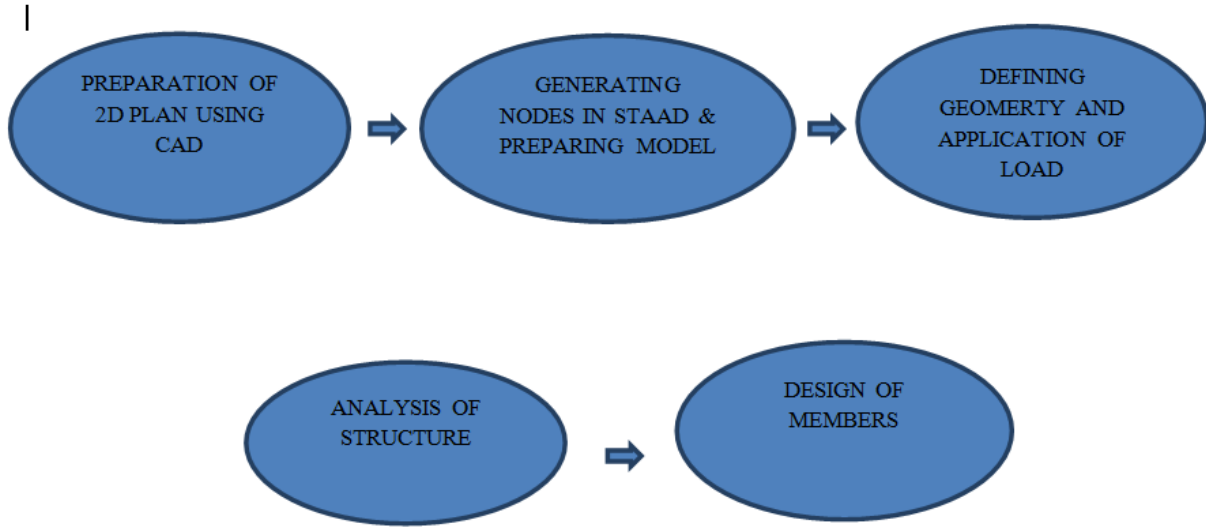 PREPARATION OF
2D PLAN USING
CAD
GENERATING
NODES IN STAAD &
PREPARING MODEL
DEFINING
GEOMERTY AND
APPLICATION OF
LOAD
ANALYSIS OF
STRUCTURE
DESIGN OF
MEMBERS